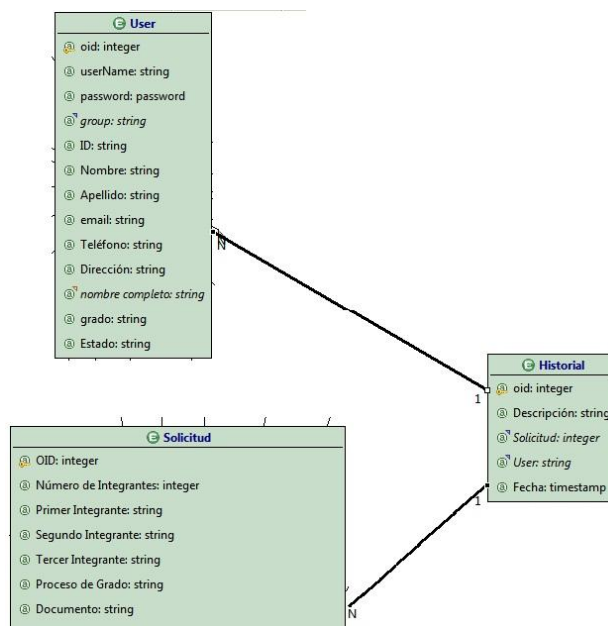 User
oid: integer
userName: string
password: password
group: string
ID: string
Nombre: string
Apellido: string
email: string
Teléfono: string
Dirección: string
nombre completo: string
grado: string
Estado: string
N
Historial
oid: integer
Descripción: string
Solicitud: integer
User: string
Fecha: timestamp
1
1
Solicitud
OID: integer
Número de Integrantes: integer
Primer Integrante: string
Segundo Integrante: string
Tercer Integrante: string
Proceso de Grado: string
Documento: string
N